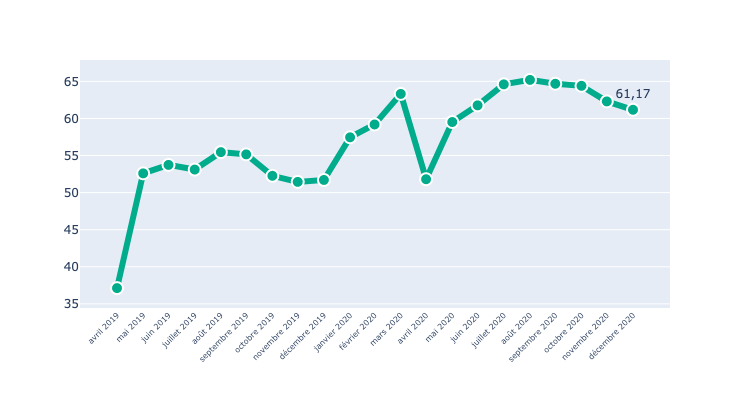 65
60
55
50
45
40
35
61,17
avril 2019
mai 2019
juin 2019
juillet 2019
août 2019
septembre 2019
octobre 2019
novembre 2019
décembre 2019
janvier 2020
février 2020
mars 2020
avril 2020
mai 2020
juin 2020
juillet 2020
août 2020
septembre 2020
octobre 2020
novembre 2020
décembre 2020